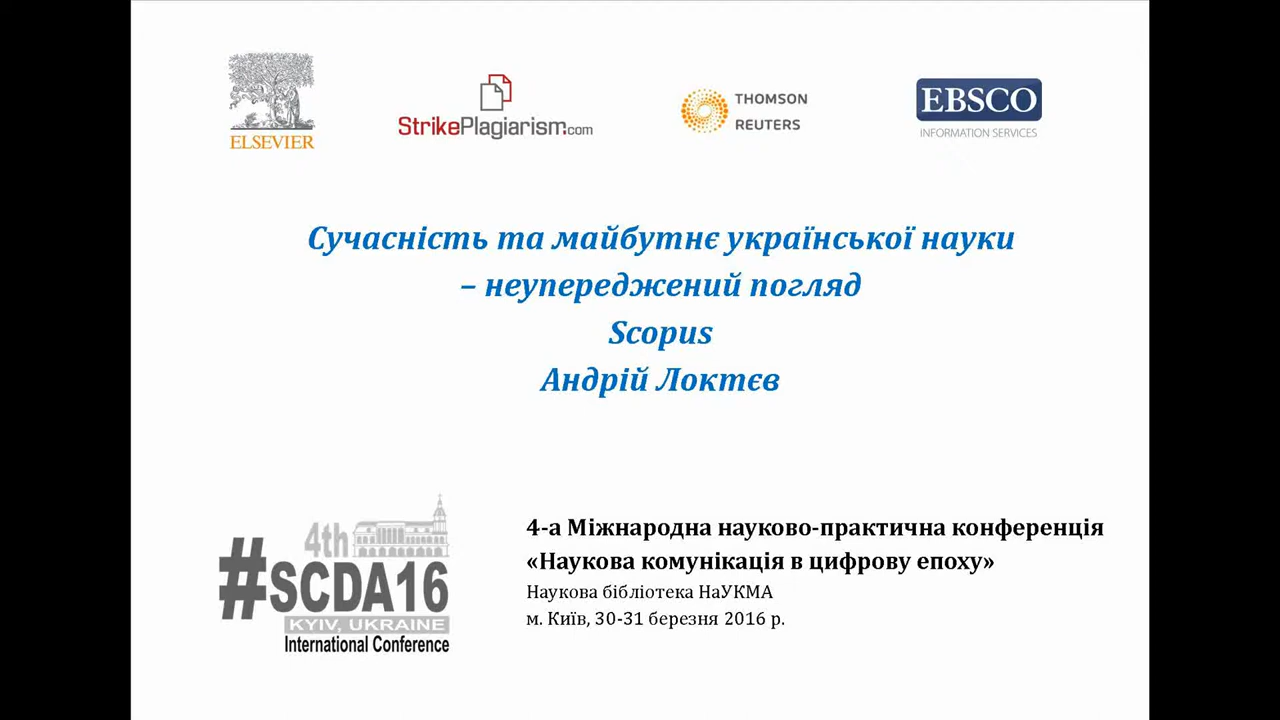 ELSEVIER
StrikePlagiarism.com
THOMSON
REUTERS
EBSCO
INFORMATION SERVICES
Сучасність та майбутнє української науки
– неупереджений погляд
Scopus
Андрій Локтєв
4th
#SCDA16
KYIV, UKRAINE
International Conference
4-а Міжнародна науково-практична конференція
«Наукова комунікація в цифрову епоху»
Наукова бібліотека НаУКМА
м. Київ, 30-31 березня 2016 р.